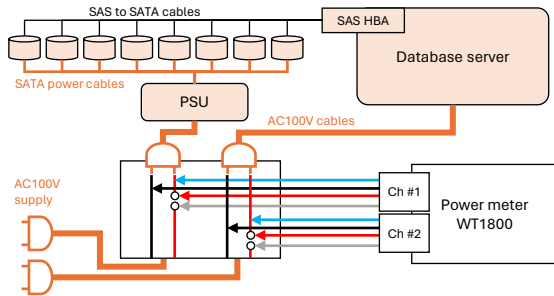 SAS to SATA cables
SAS HBA
Database server
SATA power cables
PSU
AC100V cables
AC100V
supply
Ch #1
Ch #2
Power meter
WT1800